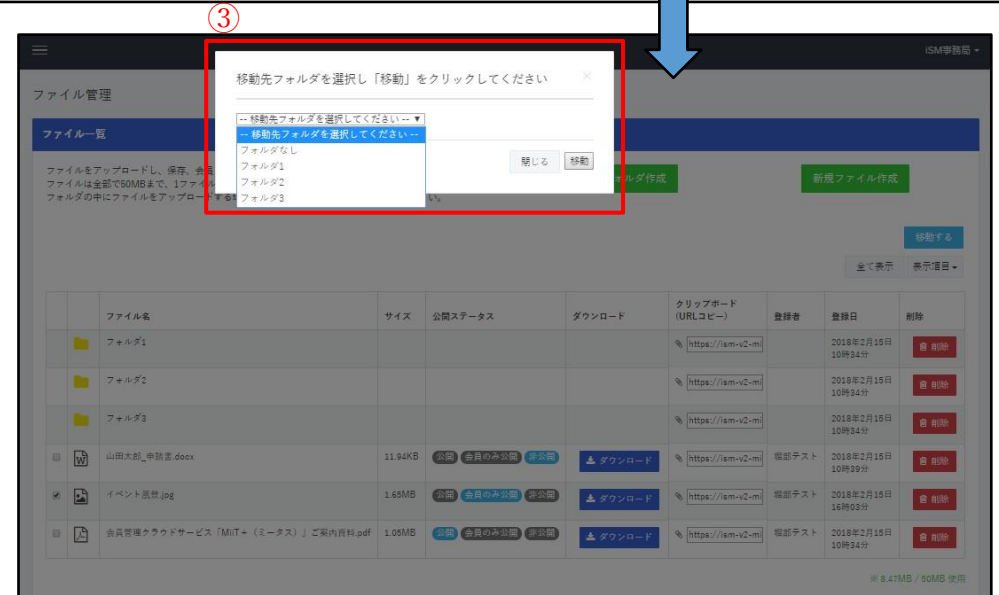 ③
iSM事務局
移動先フォルダを選択し「移動」をクリックしてください ×
ファイル管理
-- 移動先フォルダを選択してください -- ▼
-- 移動先フォルダを選択してください --
フォルダなし
フォルダ1
フォルダ2
フォルダ3
閉じる 移動
ファイル一覧
ファイルをアップロードし、保存、会員
ファイルは全部で50MBまで、1ファイル
フォルダの中にファイルをアップロードする い。
ォルダ作成
新規ファイル作成
移動する
全て表示 表示項目
ファイル名 サイズ 公開ステータス ダウンロード クリップボード (URLコピー) 登録者 登録日 削除
フォルダ1 https://ism-v2-mi 2018年2月15日 10時34分 削除
フォルダ2 https://ism-v2-mi 2018年2月15日 10時34分 削除
フォルダ3 https://ism-v2-mi 2018年2月15日 10時34分 削除
山田太郎_申請書.docx 11.94KB 公開 会員のみ公開 非公開 ダウンロード https://ism-v2-mi 堀部テスト 2018年2月15日 10時39分 削除
イベント風景.jpg 1.65MB 公開 会員のみ公開 非公開 ダウンロード https://ism-v2-mi 堀部テスト 2018年2月15日 16時03分 削除
会員管理クラウドサービス「MiiT+（ミータス）」ご案内資料.pdf 1.05MB 公開 会員のみ公開 非公開 ダウンロード https://ism-v2-mi 堀部テスト 2018年2月15日 10時34分 削除
※ 8.47MB / 50MB 使用